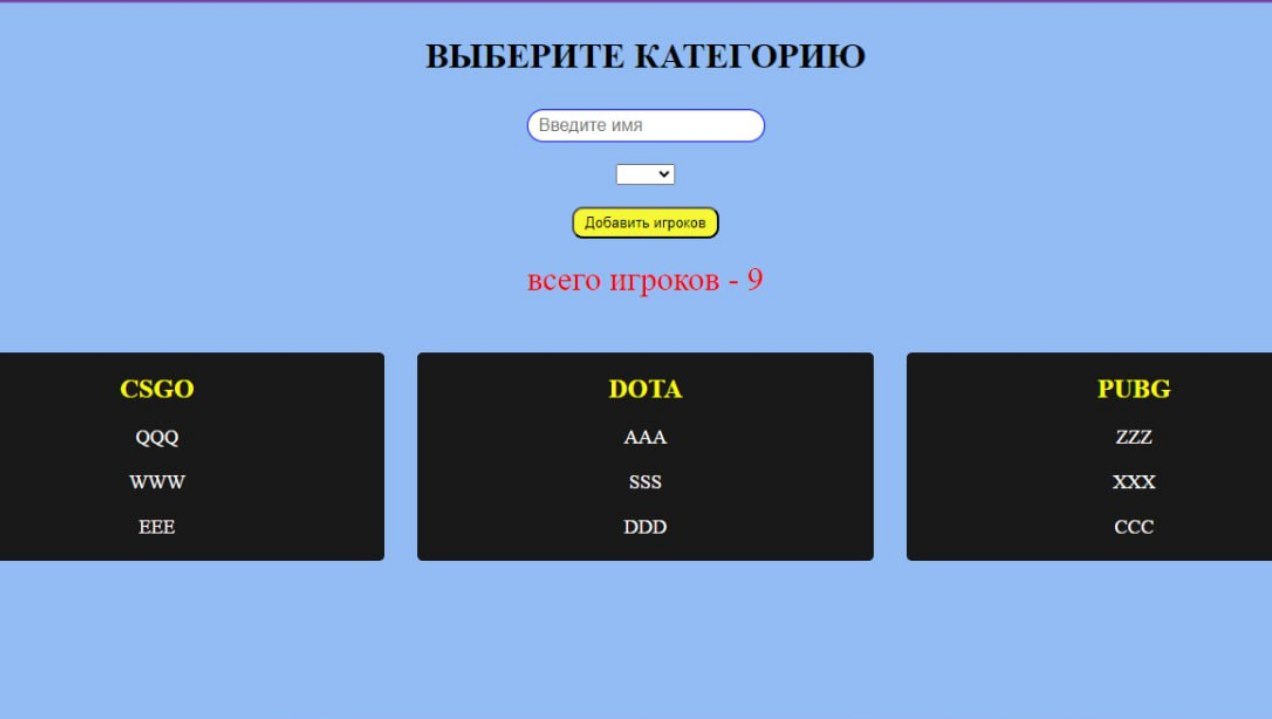 ВЫБЕРИТЕ КАТЕГОРИЮ
Введите имя
Добавить игроков
всего игроков - 9
CSGO
QQQ
WWW
EEE
DOTA
AAA
SSS
DDD
PUBG
ZZZ
XXX
CCC